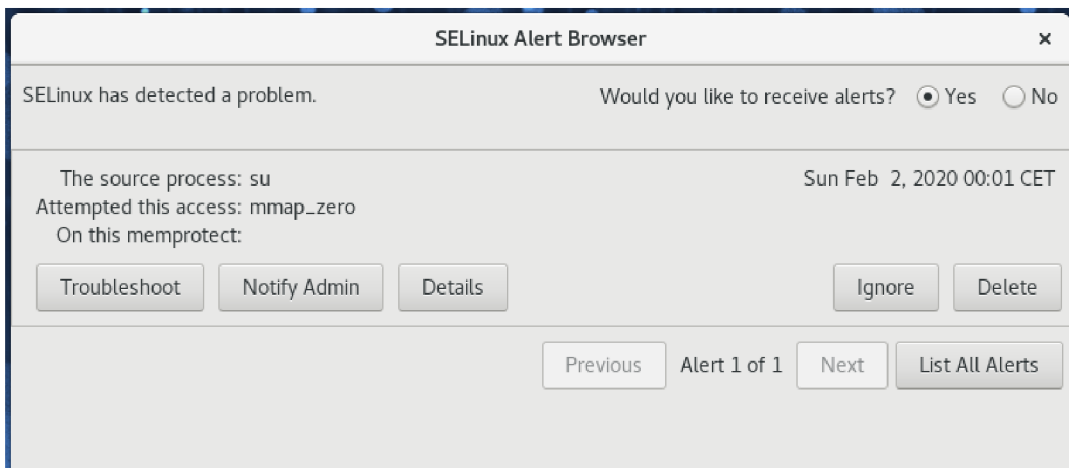 SELinux Alert Browser ×
SELinux has detected a problem. Would you like to receive alerts? Yes No
The source process: su Sun Feb 2, 2020 00:01 CET
Attempted this access: mmap_zero
On this memprotect:
Troubleshoot Notify Admin Details Ignore Delete
Previous Alert 1 of 1 Next List All Alerts